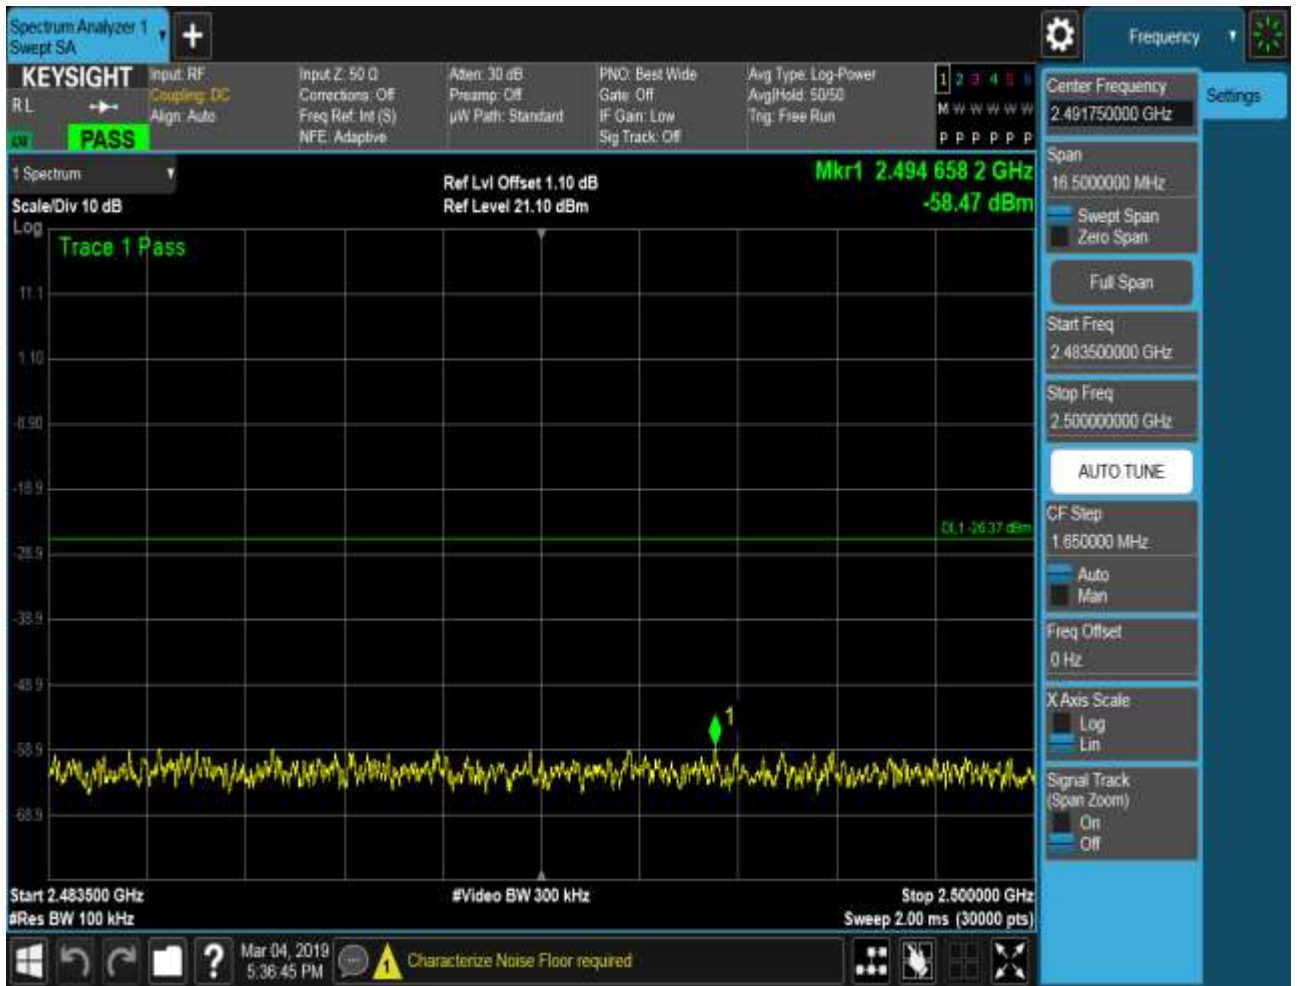 Spectrum Analyzer 1
Swept SA
Frequency
KEYSIGHT
R L
PASS
Input: RF
Coupling: DC
Align: Auto
Input Z: 50 Ω
Corrections: Off
Freq Ref: Int (S)
NFE: Adaptive
Atten: 30 dB
Preamp: Off
µW Path: Standard
PNO: Best Wide
Gate: Off
IF Gain: Low
Sig Track: Off
Avg Type: Log-Power
Avg|Hold: 50/50
Trig: Free Run
1 2 3 4 5 6
M W W W W W
P P P P P P
1 Spectrum
Scale/Div 10 dB
Log
Ref Lvl Offset 1.10 dB
Ref Level 21.10 dBm
Mkr1 2.494 658 2 GHz
-58.47 dBm
Trace 1 Pass
11.1
1.10
-8.90
-18.9
DL1 -26.37 dBm
-28.9
-38.9
-48.9
1
-58.9
-68.9
Start 2.483500 GHz
#Video BW 300 kHz
Stop 2.500000 GHz
#Res BW 100 kHz
Sweep 2.00 ms (30000 pts)
Center Frequency
2.491750000 GHz
Settings
Span
16.5000000 MHz
Swept Span
Zero Span
Full Span
Start Freq
2.483500000 GHz
Stop Freq
2.500000000 GHz
AUTO TUNE
CF Step
1.650000 MHz
Auto
Man
Freq Offset
0 Hz
X Axis Scale
Log
Lin
Signal Track
(Span Zoom)
On
Off
?
Mar 04, 2019
5:36:45 PM
1
Characterize Noise Floor required